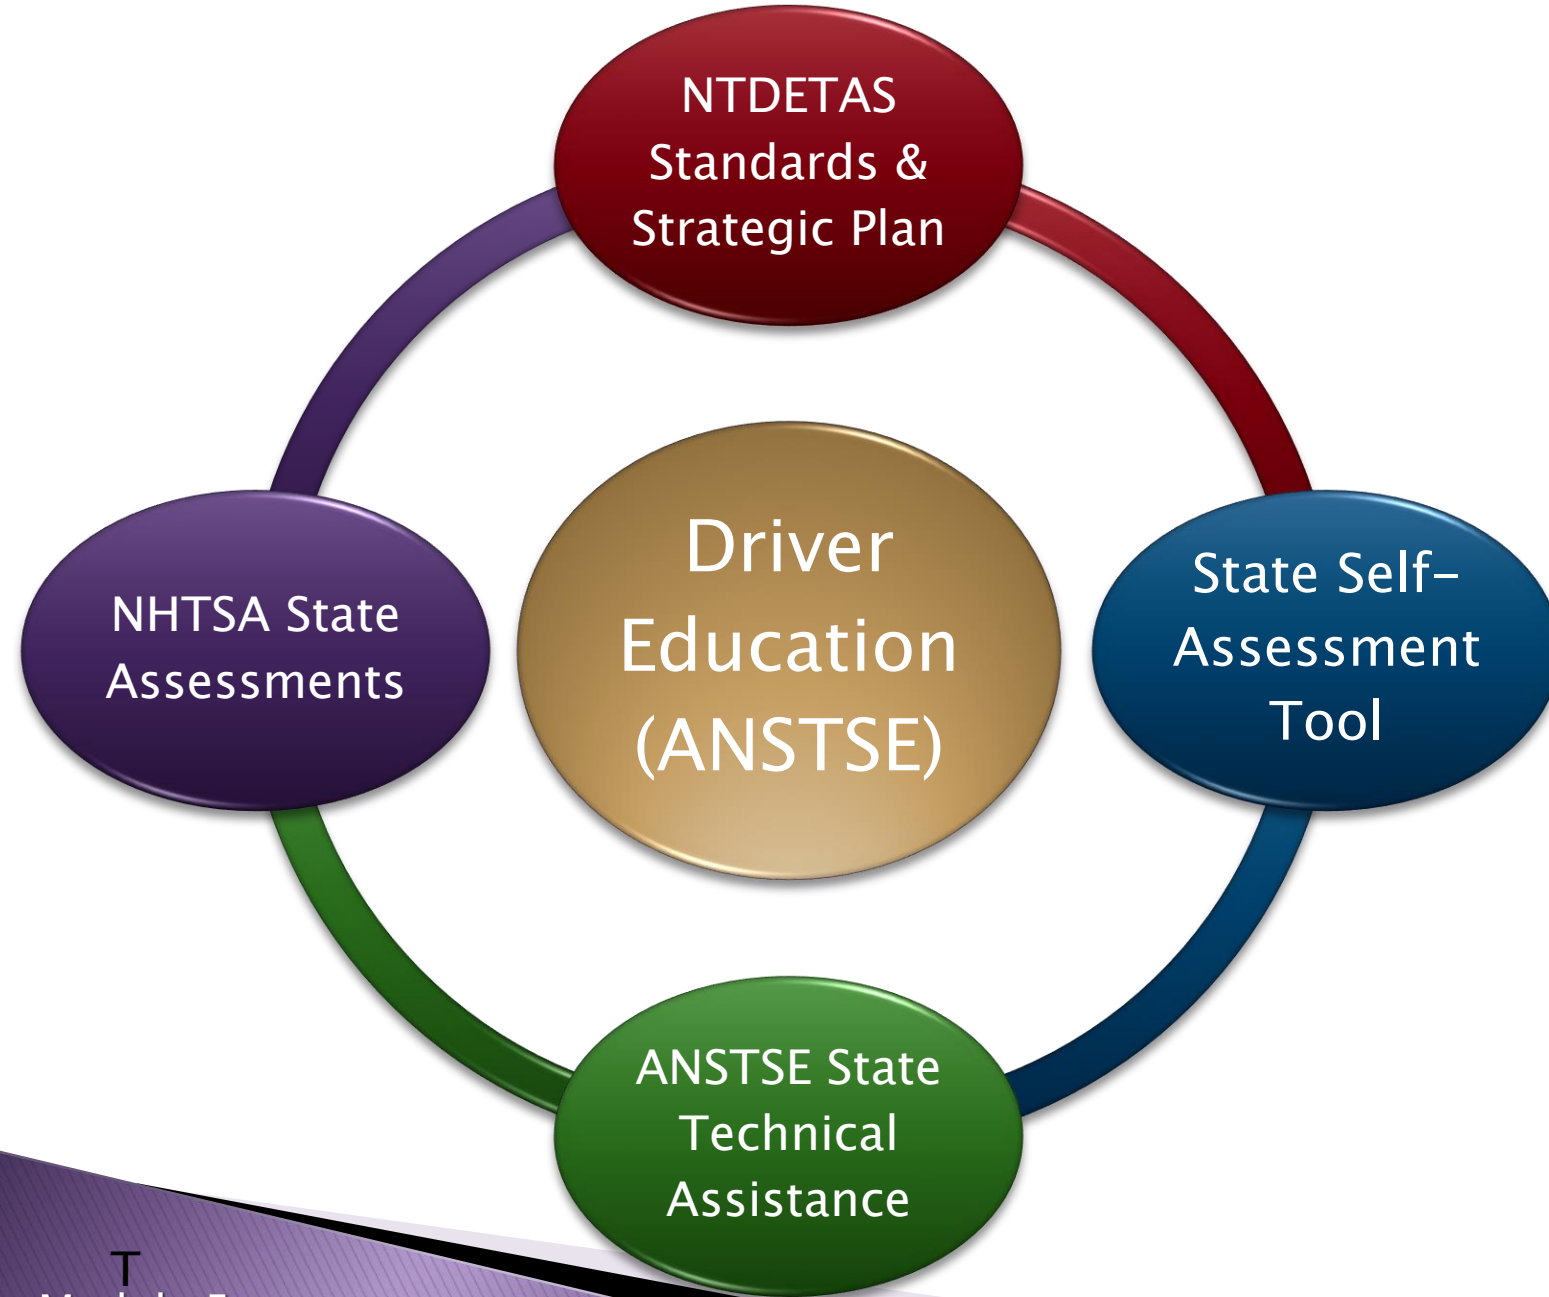 NTDETAS
Standards &
Strategic Plan
NHTSA State
Assessments
Driver
Education
(ANSTSE)
State Self-
Assessment
Tool
ANSTSE State
Technical
Assistance
T